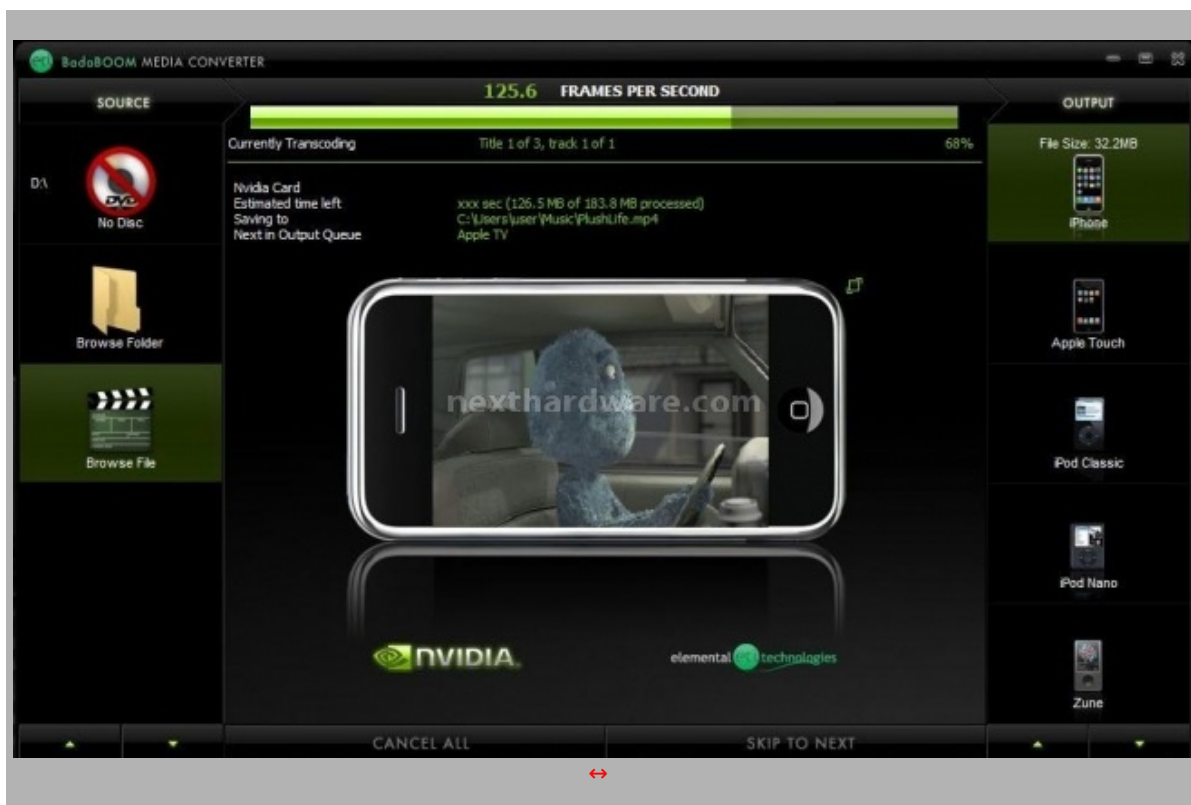 BadaBOOM MEDIA CONVERTER
SOURCE
125.6 FRAMES PER SECOND
OUTPUT
Currently Transcoding Title 1 of 3, track 1 of 1 68%
File Size: 32.2MB
iPhone
D:\
DVD
No Disc
Nvidia Card
Estimated time left xxx sec (126.5 MB of 183.8 MB processed)
Saving to C:\Users\user\Music\PlushLife.mp4
Next in Output Queue Apple TV
Browse Folder
Apple Touch
nexthardware.com
Browse File
iPod Classic
iPod Nano
NVIDIA.
elemental et technologies
Zune
CANCEL ALL SKIP TO NEXT